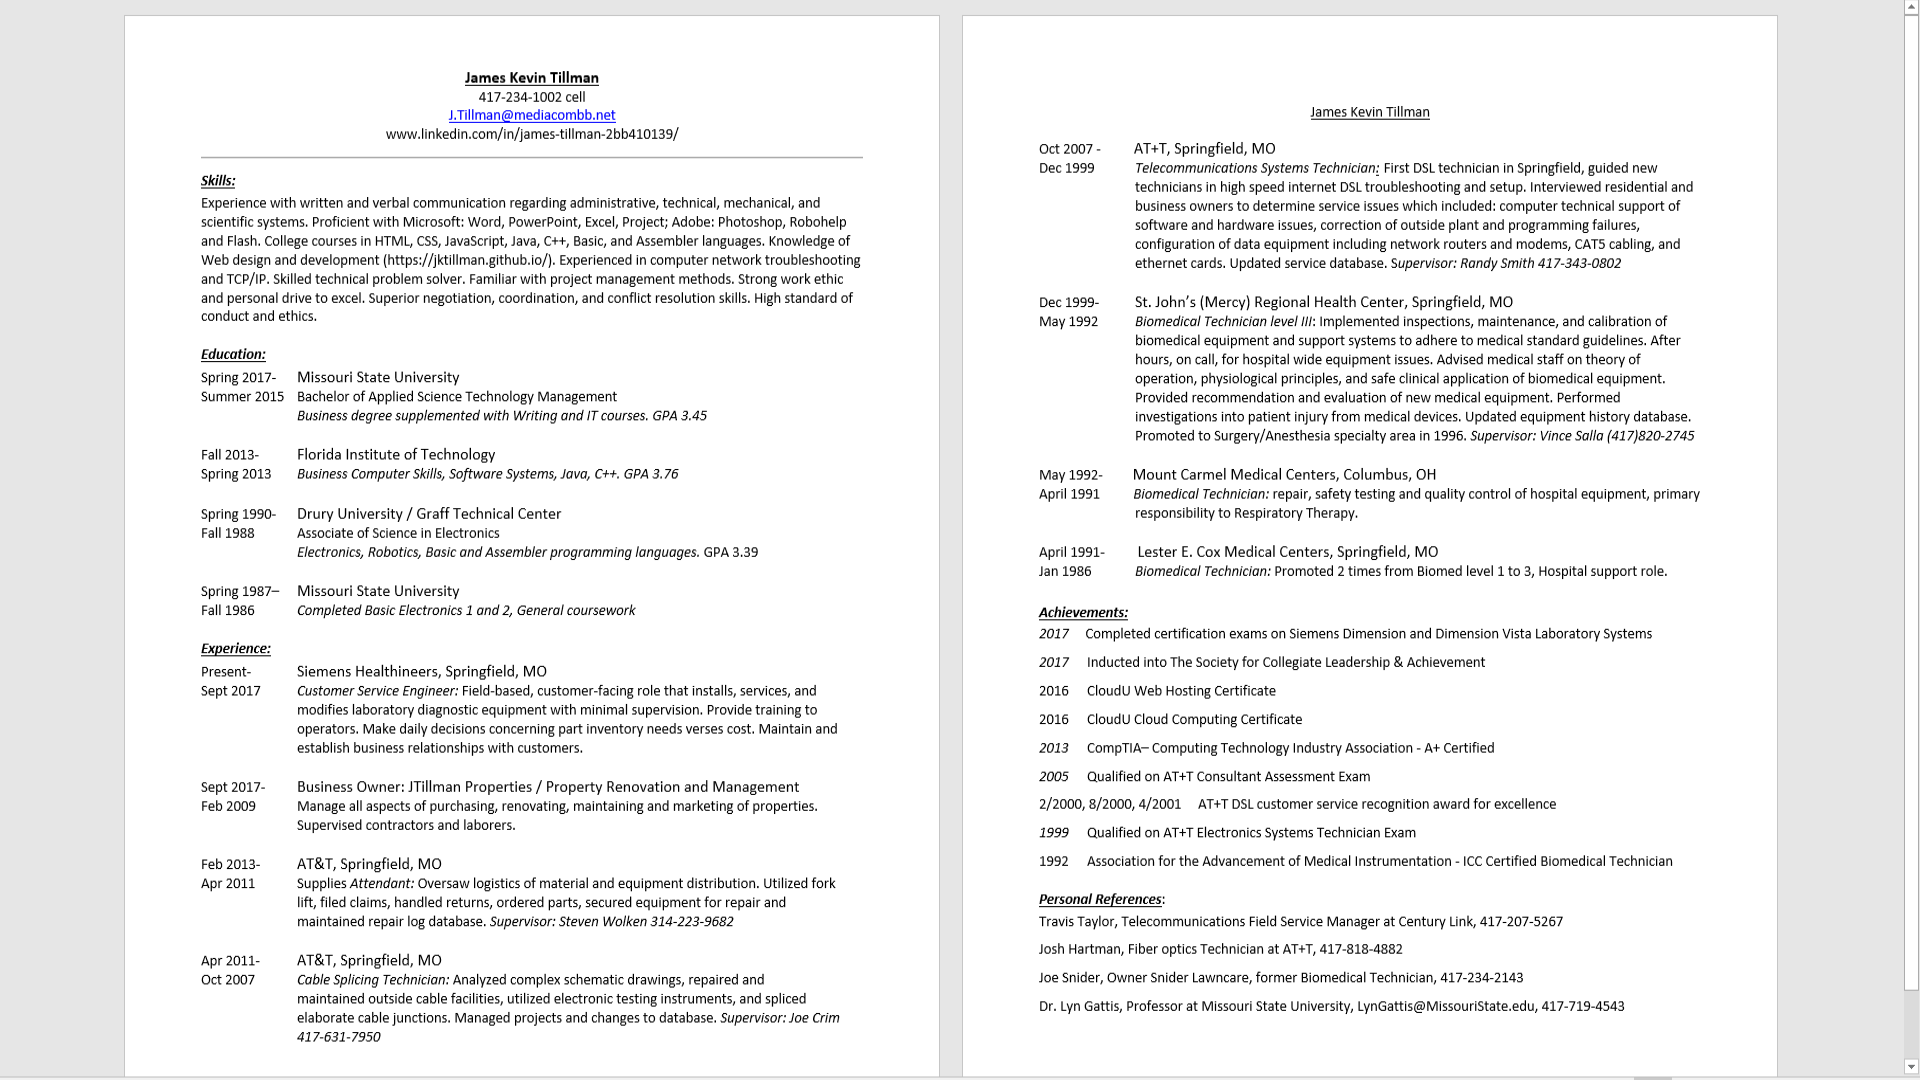 James Kevin Tillman
417-234-1002 cell
J.Tillman@mediacombb.net
www.linkedin.com/in/james-tillman-2bb410139/
Skills:
Experience with written and verbal communication regarding administrative, technical, mechanical, and
scientific systems. Proficient with Microsoft: Word, PowerPoint, Excel, Project; Adobe: Photoshop, Robohelp
and Flash. College courses in HTML, CSS, JavaScript, Java, C++, Basic, and Assembler languages. Knowledge of
Web design and development (https://jktillman.github.io/). Experienced in computer network troubleshooting
and TCP/IP. Skilled technical problem solver. Familiar with project management methods. Strong work ethic
and personal drive to excel. Superior negotiation, coordination, and conflict resolution skills. High standard of
conduct and ethics.
Education:
Spring 2017- Missouri State University
Summer 2015 Bachelor of Applied Science Technology Management
Business degree supplemented with Writing and IT courses. GPA 3.45
Fall 2013- Florida Institute of Technology
Spring 2013 Business Computer Skills, Software Systems, Java, C++. GPA 3.76
Spring 1990- Drury University / Graff Technical Center
Fall 1988 Associate of Science in Electronics
Electronics, Robotics, Basic and Assembler programming languages. GPA 3.39
Spring 1987– Missouri State University
Fall 1986 Completed Basic Electronics 1 and 2, General coursework
Experience:
Present- Siemens Healthineers, Springfield, MO
Sept 2017 Customer Service Engineer: Field-based, customer-facing role that installs, services, and
modifies laboratory diagnostic equipment with minimal supervision. Provide training to
operators. Make daily decisions concerning part inventory needs verses cost. Maintain and
establish business relationships with customers.
Sept 2017- Business Owner: JTillman Properties / Property Renovation and Management
Feb 2009 Manage all aspects of purchasing, renovating, maintaining and marketing of properties.
Supervised contractors and laborers.
Feb 2013- AT&T, Springfield, MO
Apr 2011 Supplies Attendant: Oversaw logistics of material and equipment distribution. Utilized fork
lift, filed claims, handled returns, ordered parts, secured equipment for repair and
maintained repair log database. Supervisor: Steven Wolken 314-223-9682
Apr 2011- AT&T, Springfield, MO
Oct 2007 Cable Splicing Technician: Analyzed complex schematic drawings, repaired and
maintained outside cable facilities, utilized electronic testing instruments, and spliced
elaborate cable junctions. Managed projects and changes to database. Supervisor: Joe Crim
417-631-7950
James Kevin Tillman
Oct 2007 - AT+T, Springfield, MO
Dec 1999 Telecommunications Systems Technician: First DSL technician in Springfield, guided new
technicians in high speed internet DSL troubleshooting and setup. Interviewed residential and
business owners to determine service issues which included: computer technical support of
software and hardware issues, correction of outside plant and programming failures,
configuration of data equipment including network routers and modems, CAT5 cabling, and
ethernet cards. Updated service database. Supervisor: Randy Smith 417-343-0802
Dec 1999- St. John’s (Mercy) Regional Health Center, Springfield, MO
May 1992 Biomedical Technician level III: Implemented inspections, maintenance, and calibration of
biomedical equipment and support systems to adhere to medical standard guidelines. After
hours, on call, for hospital wide equipment issues. Advised medical staff on theory of
operation, physiological principles, and safe clinical application of biomedical equipment.
Provided recommendation and evaluation of new medical equipment. Performed
investigations into patient injury from medical devices. Updated equipment history database.
Promoted to Surgery/Anesthesia specialty area in 1996. Supervisor: Vince Salla (417)820-2745
May 1992- Mount Carmel Medical Centers, Columbus, OH
April 1991 Biomedical Technician: repair, safety testing and quality control of hospital equipment, primary
responsibility to Respiratory Therapy.
April 1991- Lester E. Cox Medical Centers, Springfield, MO
Jan 1986 Biomedical Technician: Promoted 2 times from Biomed level 1 to 3, Hospital support role.
Achievements:
2017 Completed certification exams on Siemens Dimension and Dimension Vista Laboratory Systems
2017 Inducted into The Society for Collegiate Leadership & Achievement
2016 CloudU Web Hosting Certificate
2016 CloudU Cloud Computing Certificate
2013 CompTIA– Computing Technology Industry Association - A+ Certified
2005 Qualified on AT+T Consultant Assessment Exam
2/2000, 8/2000, 4/2001 AT+T DSL customer service recognition award for excellence
1999 Qualified on AT+T Electronics Systems Technician Exam
1992 Association for the Advancement of Medical Instrumentation - ICC Certified Biomedical Technician
Personal References:
Travis Taylor, Telecommunications Field Service Manager at Century Link, 417-207-5267
Josh Hartman, Fiber optics Technician at AT+T, 417-818-4882
Joe Snider, Owner Snider Lawncare, former Biomedical Technician, 417-234-2143
Dr. Lyn Gattis, Professor at Missouri State University, LynGattis@MissouriState.edu, 417-719-4543